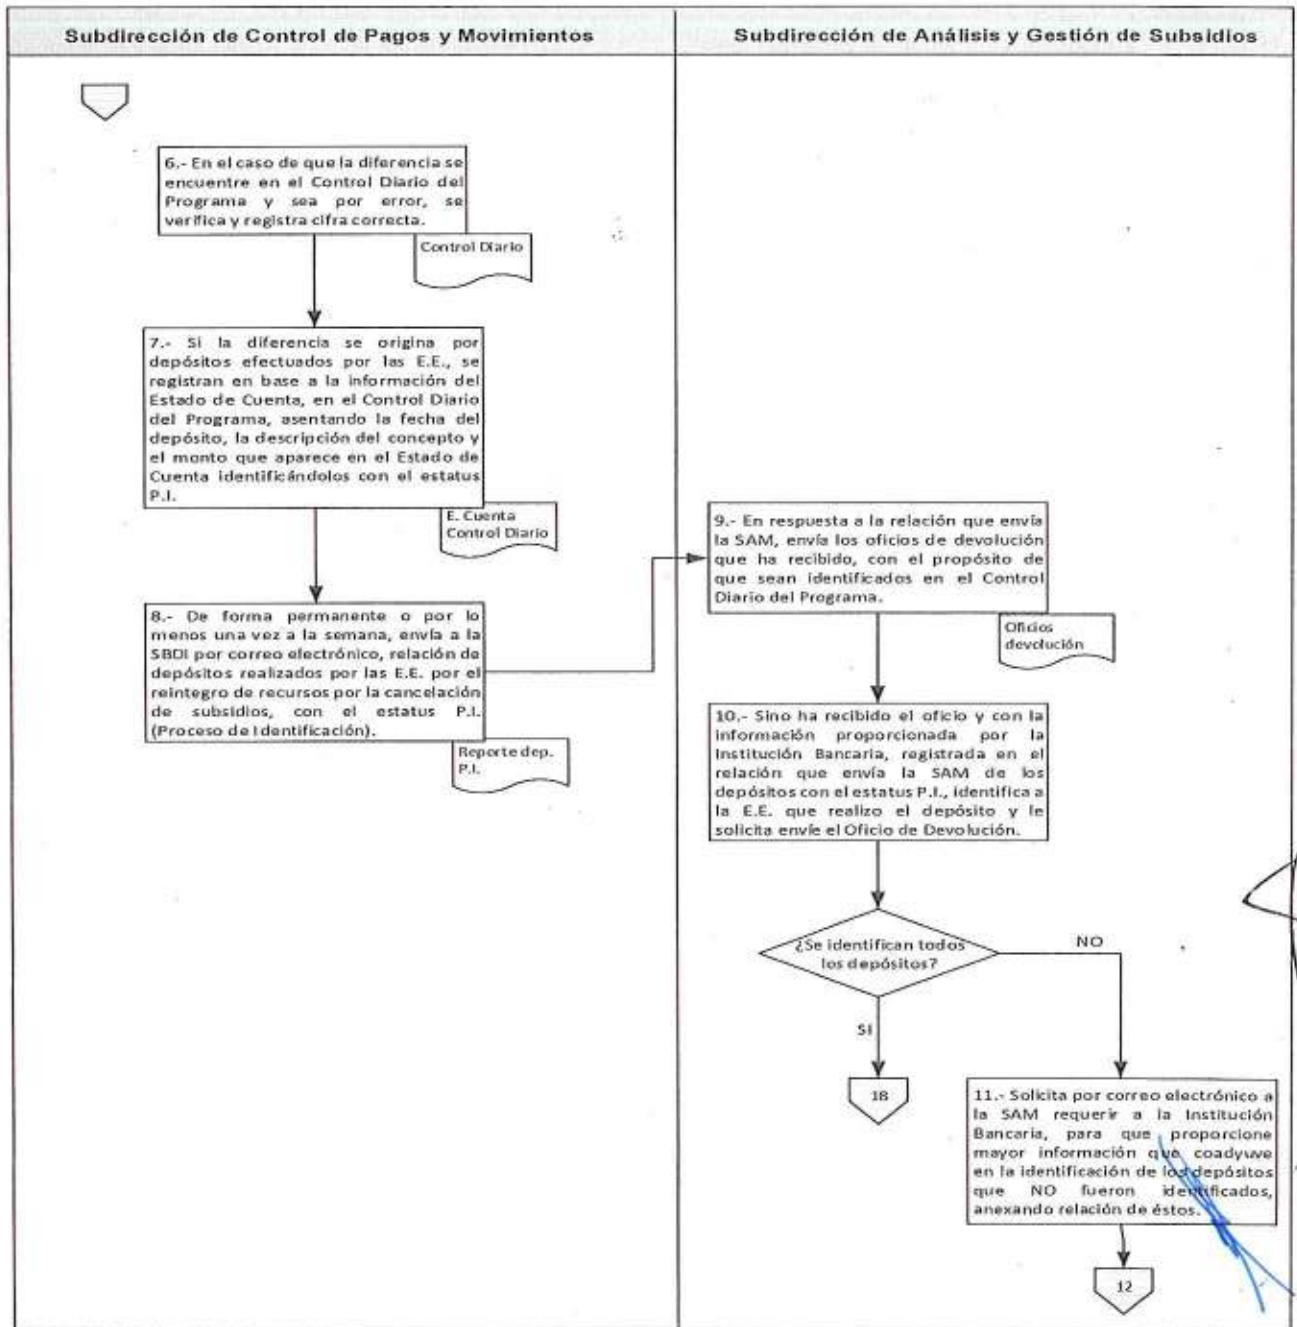 Subdirección de Control de Pagos y Movimientos
Subdirección de Análisis y Gestión de Subsidios
6.- En el caso de que la diferencia se
encuentre en el Control Diario del
Programa y sea por error, se
verifica y registra cifra correcta.
Control Diario
7.- Si la diferencia se origina por
depósitos efectuados por las E.E., se
registran en base a la información del
Estado de Cuenta, en el Control Diario
del Programa, asentando la fecha del
depósito, la descripción del concepto y
el monto que aparece en el Estado de
Cuenta identificándolos con el estatus
P.I.
E. Cuenta
Control Diario
8.- De forma permanente o por lo
menos una vez a la semana, envía a la
SBDI por correo electrónico, relación de
depósitos realizados por las E.E. por el
reintegro de recursos por la cancelación
de subsidios, con el estatus P.I.
(Proceso de Identificación).
Reporte dep.
P.I.
9.- En respuesta a la relación que envía
la SAM, envía los oficios de devolución
que ha recibido, con el propósito de
que sean identificados en el Control
Diario del Programa.
Oficios
devolución
10.- Sino ha recibido el oficio y con la
información proporcionada por la
Institución Bancaria, registrada en el
relación que envía la SAM de los
depósitos con el estatus P.I., identifica a
la E.E. que realizo el depósito y le
solicita envíe el Oficio de Devolución.
¿Se identifican todos
los depósitos?
NO
SI
18
11.- Solicita por correo electrónico a
la SAM requerir a la Institución
Bancaria, para que proporcione
mayor información que coadyuve
en la identificación de los depósitos
que NO fueron identificados,
anexando relación de éstos.
12